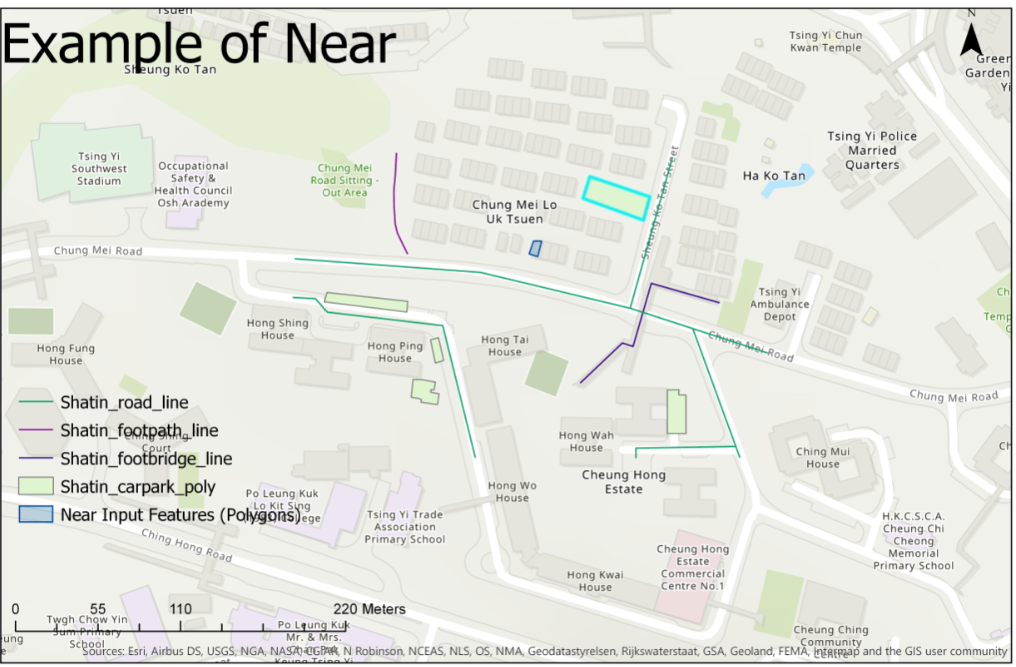 Tsuen
Example of Near
Sheung Ko Tan
Tsing Yi Chun
Kwan Temple
N
Green
Garden
Yi
Tsing Yi
Southwest
Stadium
Occupational
Safety &
Health Council
Osh Arademy
Chung Mei
Road Sitting -
Out Area
Tsing Yi Police
Married
Quarters
Ha Ko Tan
Chung Mei Lo
Uk Tsuen
Sheung Ko Tan Street
Chung Mei Road
Tsing Yi
Ambulance
Depot
Ch
Temp
C
Hong Shing
House
Hong Fung
House
Hong Ping
House
Hong Tai
House
Chung Mei Road
Chung Mei Road
Shatin_road_line
Shatin_footpath_line
Shatin_footbridge_line
Shatin_carpark_poly
Near Input Features (Polygons)
Ching Shing
Court
Hong Wah
House
Cheung Hong
Estate
Ching Mui
House
Ch
Hong Wo
House
Po Leung Kuk
Lo Kit Sing
College
Tsing Yi Trade
Association
Primary School
Ching Hong Road
H.K.C.S.C.A.
Cheung Chi
Cheong
Memorial
Primary School
Cheung Hong
Estate
Commercial
Centre No.1
Hong Kwai
House
0 55 110 220 Meters
Twgh Chow Yin
Sum Primary
School
Po Leung Kuk
Mr. & Mrs.
Cheung Ching
Community
Centre
eung
Sources: Esri, Airbus DS, USGS, NGA, NASA, CGIAR, N Robinson, NCEAS, NLS, OS, NMA, Geodatastyrelsen, Rijkswaterstaat, GSA, Geoland, FEMA, Intermap and the GIS user community